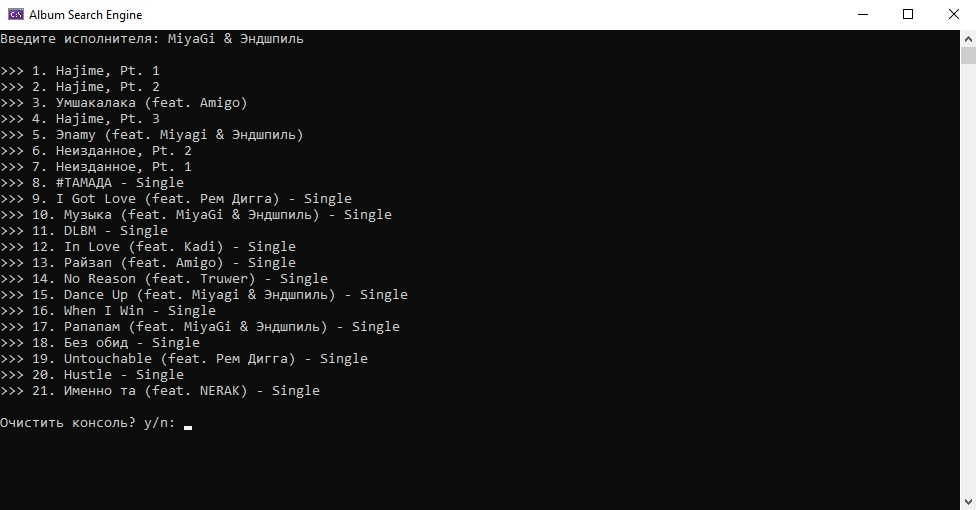 Album Search Engine
Введите исполнителя: MiyaGi & Эндшпиль
>>> 1. Hajime, Pt. 1
>>> 2. Hajime, Pt. 2
>>> 3. Умшакалака (feat. Amigo)
>>> 4. Hajime, Pt. 3
>>> 5. Эnamy (feat. Miyagi & Эндшпиль)
>>> 6. Неизданное, Pt. 2
>>> 7. Неизданное, Pt. 1
>>> 8. #ТАМАДА - Single
>>> 9. I Got Love (feat. Рем Дигга) - Single
>>> 10. Музыка (feat. MiyaGi & Эндшпиль) - Single
>>> 11. DLBM - Single
>>> 12. In Love (feat. Kadi) - Single
>>> 13. Райзап (feat. Amigo) - Single
>>> 14. No Reason (feat. Truwer) - Single
>>> 15. Dance Up (feat. Miyagi & Эндшпиль) - Single
>>> 16. When I Win - Single
>>> 17. Рапапам (feat. MiyaGi & Эндшпиль) - Single
>>> 18. Без обид - Single
>>> 19. Untouchable (feat. Рем Дигга) - Single
>>> 20. Hustle - Single
>>> 21. Именно та (feat. NERAK) - Single
Очистить консоль? y/n: